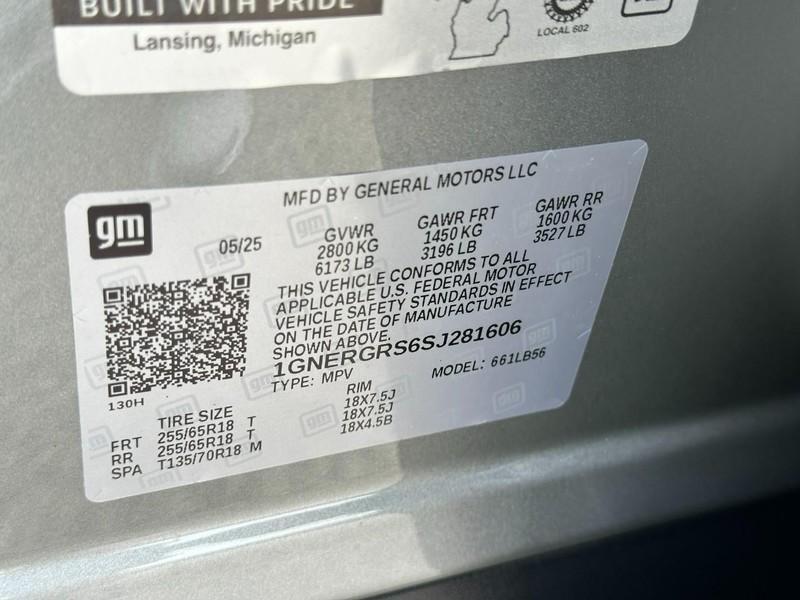 BUILT WITH PRIDE
Lansing, Michigan
LOCAL 602
gm
MFD BY GENERAL MOTORS LLC
05/25
GVWR
2800 KG
6173 LB
GAWR FRT
1450 KG
3196 LB
GAWR RR
1600 KG
3527 LB
THIS VEHICLE CONFORMS TO ALL
APPLICABLE U.S. FEDERAL MOTOR
VEHICLE SAFETY STANDARDS IN EFFECT
ON THE DATE OF MANUFACTURE
SHOWN ABOVE.
1GNERGRS6SJ281606
TYPE: MPV MODEL: 661LB56
130H
TIRE SIZE RIM
FRT 255/65R18 T 18X7.5J
RR 255/65R18 T 18X7.5J
SPA T135/70R18 M 18X4.5B